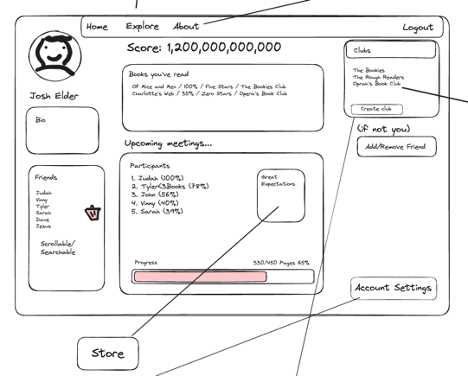 Home Explore About Logout
Score: 1,200,000,000,000
Clubs
Books you've read
The Bookies
The Rough Readers
Oprah's Book Club
Of Mice and Men / 100% / Five Stars / The Bookies Club
Charlotte's Web / 35% / Zero Stars / Opera's Book Club
Josh Elder
Create club
Bio
(if not you)
Add/Remove Friend
Upcoming meetings...
Participants
1. Judah (100%)
2. Tyler<3Books (78%)
3. John (56%)
4. Vinny (40%)
5. Sarah (39%)
Great
Expectations
Friends
Judah
Vinny
Tyler
Sarah
Dave
Jesus
Scrollable/
Searchable
Progress 330/450 Pages 65%
Account Settings
Store